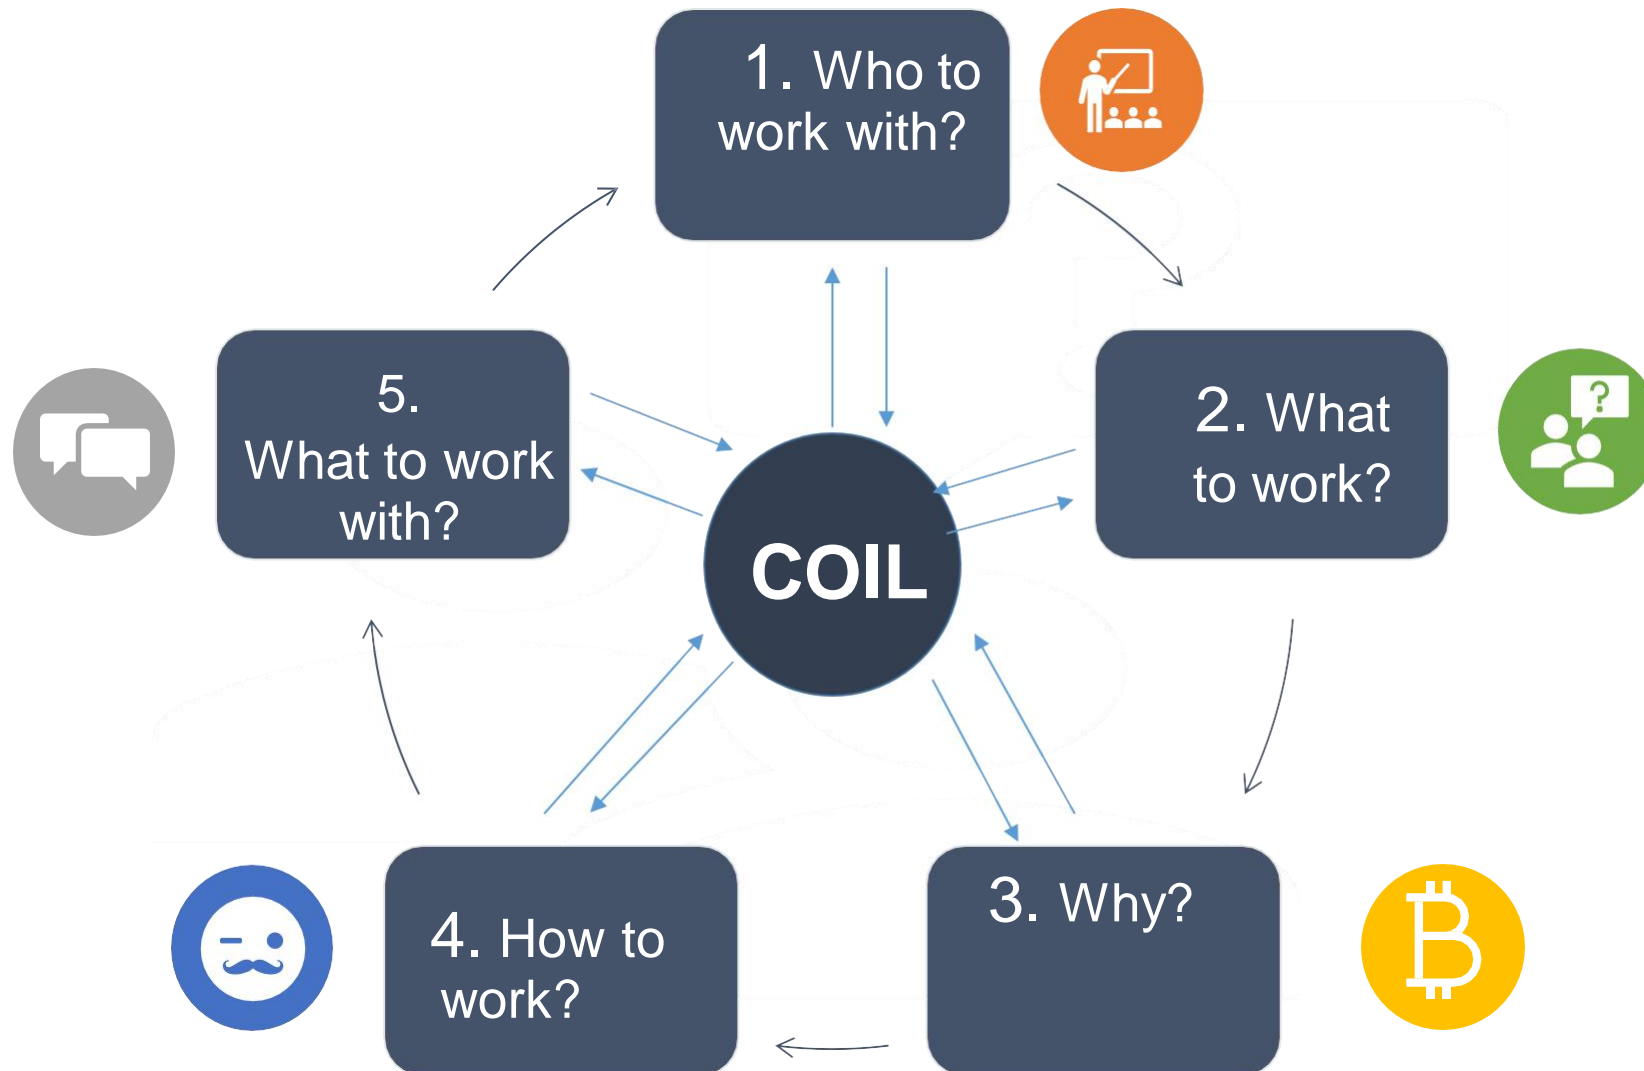 1. Who to
work with?
2. What
to work?
3. Why?
4. How to
work?
5.
What to work
with?
COIL
?